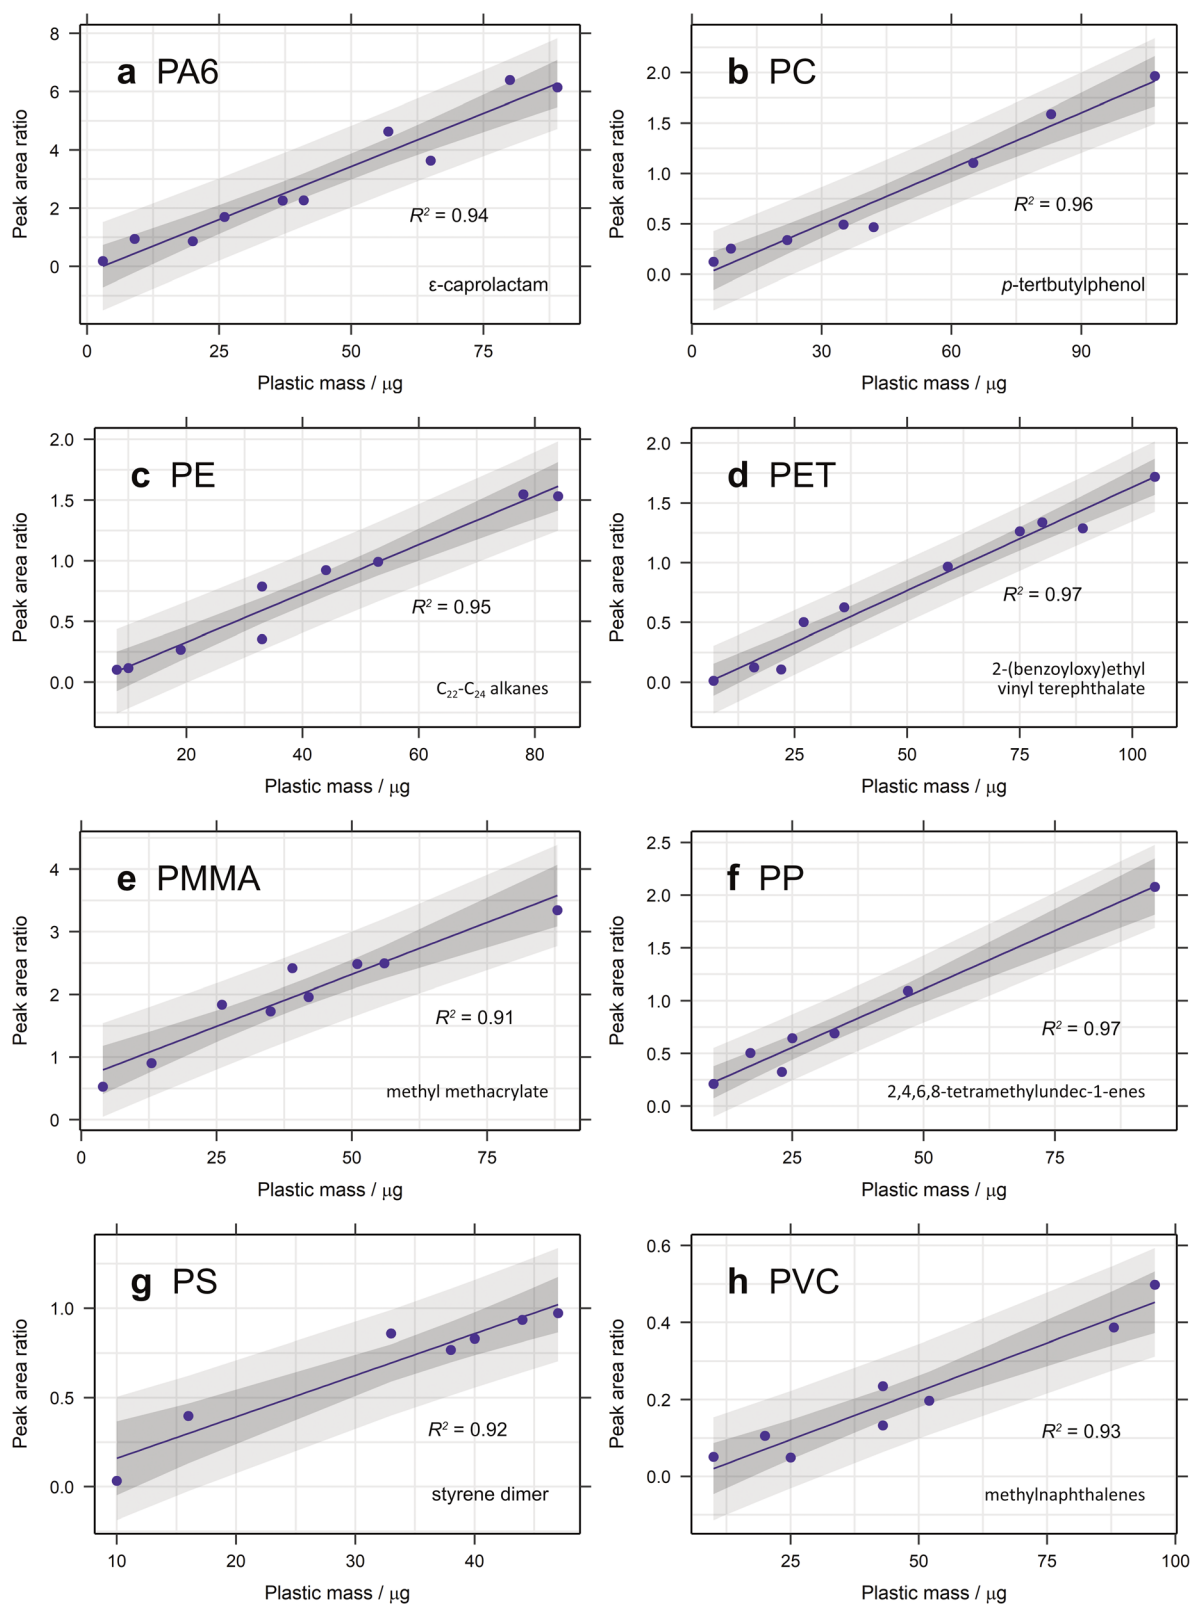 a PA6
Peak area ratio
8
6
4
2
0
R² = 0.94
ε-caprolactam
0 25 50 75
Plastic mass / μg
b PC
Peak area ratio
2.0
1.5
1.0
0.5
0.0
R² = 0.96
p-tertbutylphenol
0 30 60 90
Plastic mass / μg
c PE
Peak area ratio
2.0
1.5
1.0
0.5
0.0
R² = 0.95
C₂₂-C₂₄ alkanes
20 40 60 80
Plastic mass / μg
d PET
Peak area ratio
2.0
1.5
1.0
0.5
0.0
R² = 0.97
2-(benzoyloxy)ethyl
vinyl terephthalate
25 50 75 100
Plastic mass / μg
e PMMA
Peak area ratio
4
3
2
1
0
R² = 0.91
methyl methacrylate
0 25 50 75
Plastic mass / μg
f PP
Peak area ratio
2.5
2.0
1.5
1.0
0.5
0.0
R² = 0.97
2,4,6,8-tetramethylundec-1-enes
25 50 75
Plastic mass / μg
g PS
Peak area ratio
1.0
0.5
0.0
R² = 0.92
styrene dimer
10 20 30 40
Plastic mass / μg
h PVC
Peak area ratio
0.6
0.4
0.2
0.0
R² = 0.93
methylnaphthalenes
25 50 75 100
Plastic mass / μg